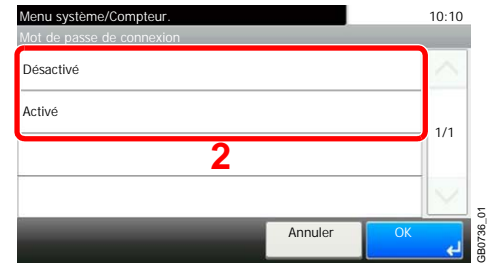 Menu système/Compteur. 10:10
Mot de passe de connexion
Désactivé
Activé
1/1
2
Annuler OK
GB0736_01